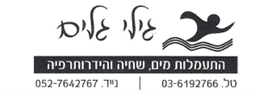 גילי גלים
התעמלות מים, שחיה והידרותרפיה
טל. 03-6192766 | נייד. 052-7642767